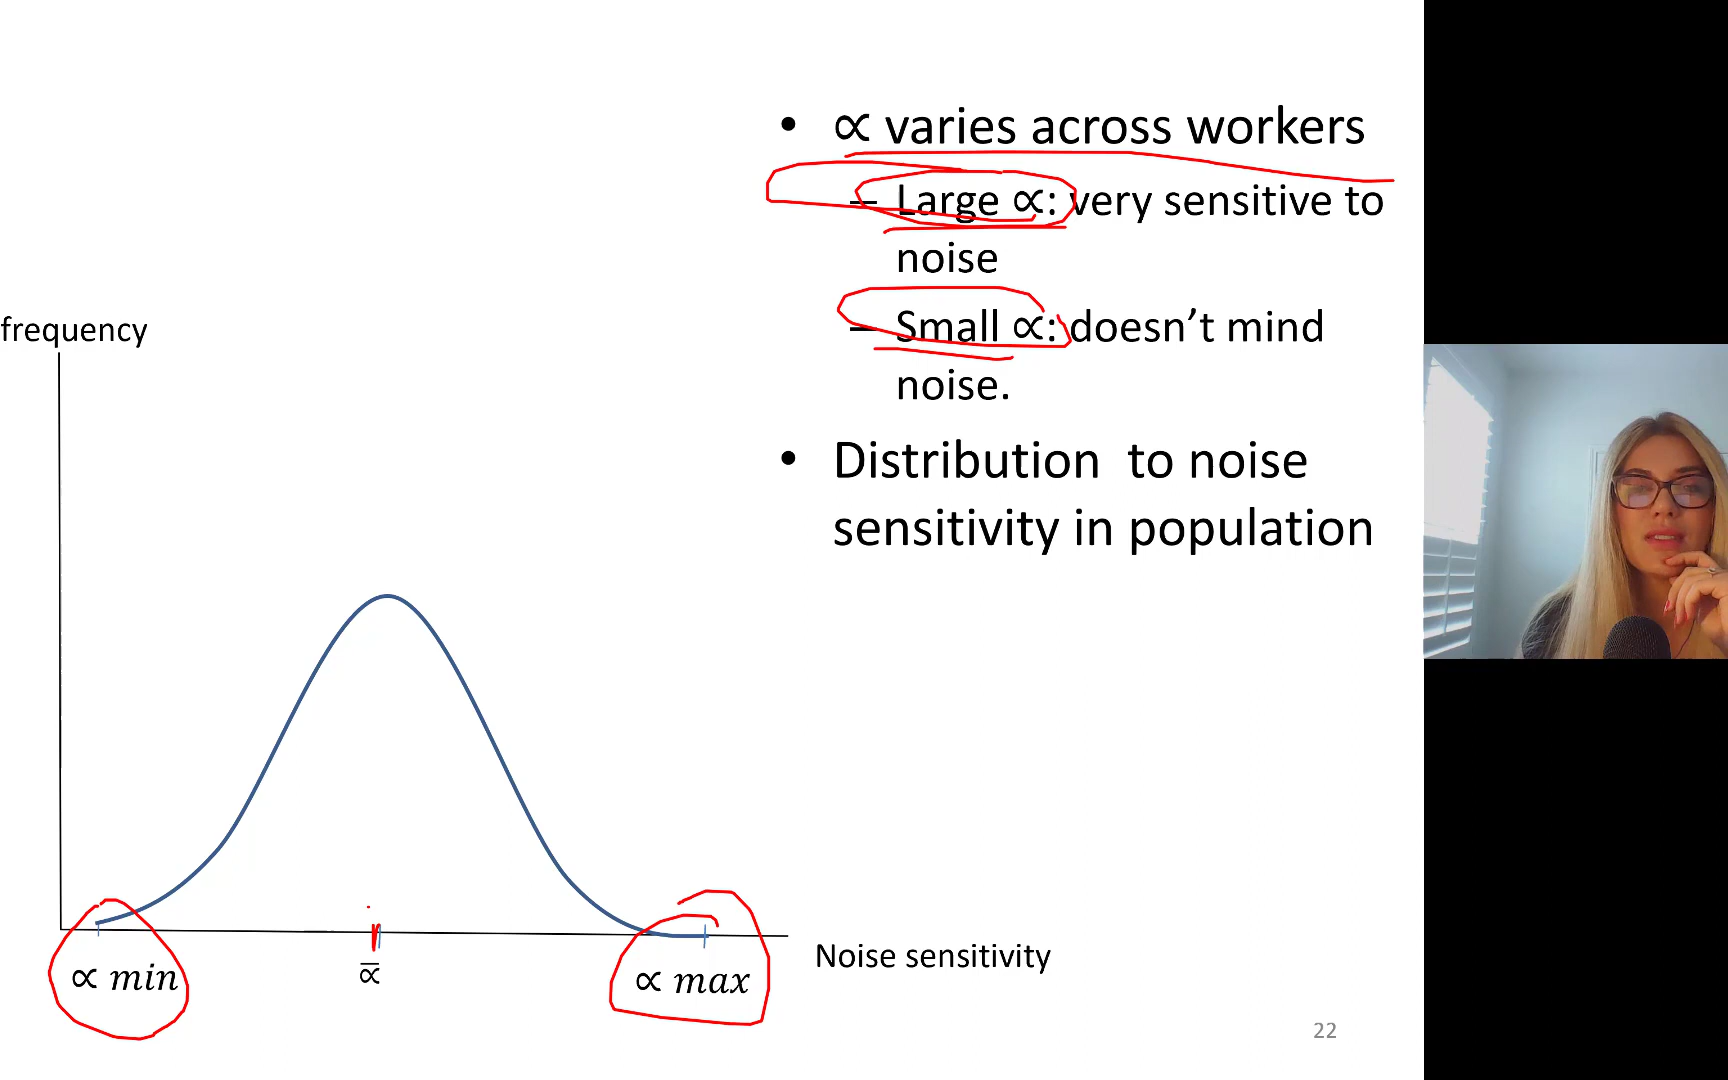 • ∝ varies across workers
– Large ∝: very sensitive to
noise
– Small ∝: doesn’t mind
noise.
• Distribution to noise
sensitivity in population
frequency
∝ min
∝̅
∝ max
Noise sensitivity
22